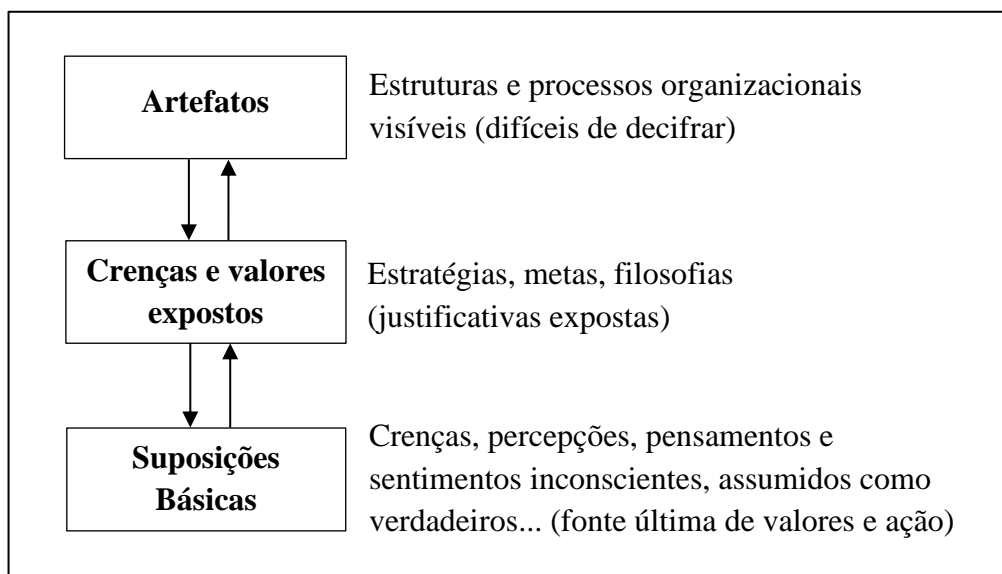 Artefatos
Estruturas e processos organizacionais
visíveis (difíceis de decifrar)
Crenças e valores
expostos
Estratégias, metas, filosofias
(justificativas expostas)
Suposições
Básicas
Crenças, percepções, pensamentos e
sentimentos inconscientes, assumidos como
verdadeiros... (fonte última de valores e ação)